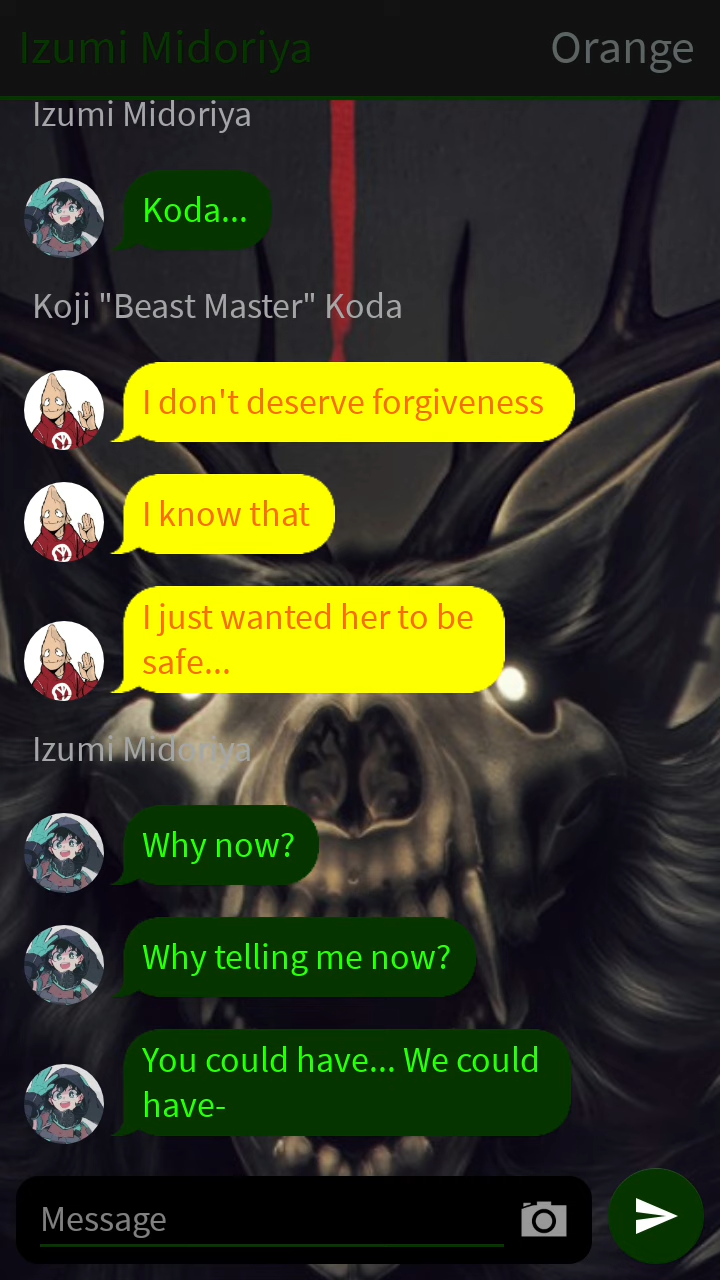 Izumi Midoriya
Orange
Izumi Midoriya
Koda...
Koji "Beast Master" Koda
I don't deserve forgiveness
I know that
I just wanted her to be
safe...
Izumi Midoriya
Why now?
Why telling me now?
You could have... We could
have-
Message